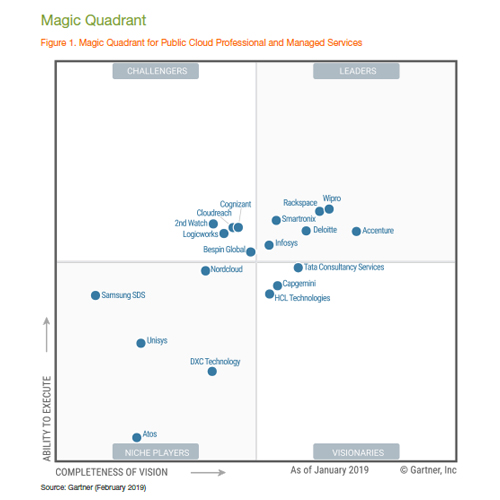 Magic Quadrant
Figure 1. Magic Quadrant for Public Cloud Professional and Managed Services
CHALLENGERS
LEADERS
Cognizant
Cloudreach
2nd Watch
Logicworks
Bespin Global
Wipro
Rackspace
Smartronix
Deloitte
Accenture
Infosys
Nordcloud
Samsung SDS
Unisys
DXC Technology
Atos
Tata Consultancy Services
Capgemini
HCL Technologies
ABILITY TO EXECUTE
NICHE PLAYERS
VISIONARIES
COMPLETENESS OF VISION
As of January 2019
© Gartner, Inc
Source: Gartner (February 2019)